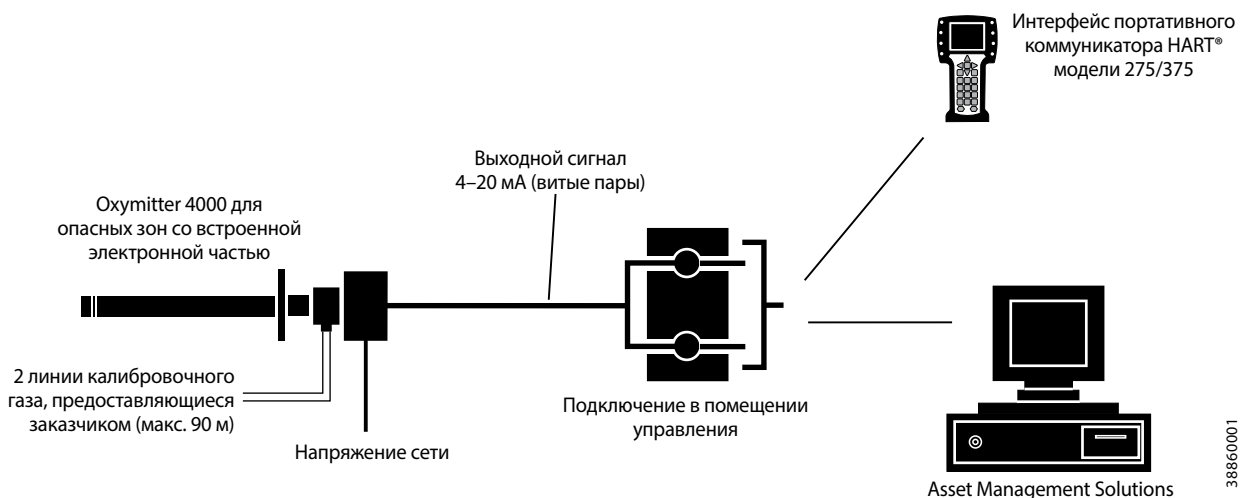 Интерфейс портативного
коммуникатора HART®
модели 275/375
Выходной сигнал
4–20 мА (витые пары)
Oxymitter 4000 для
опасных зон со встроенной
электронной частью
2 линии калибровочного
газа, предоставляющиеся
заказчиком (макс. 90 м)
Напряжение сети
Подключение в помещении
управления
Asset Management Solutions
38860001